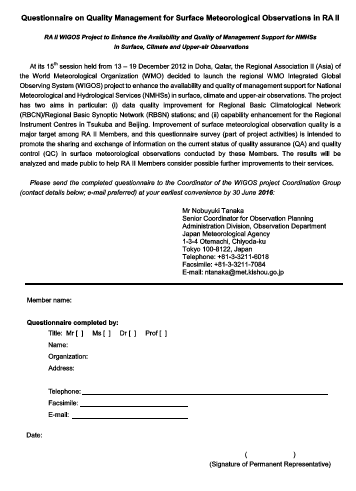 Questionnaire on Quality Management for Surface Meteorological Observations in RA II
RA II WIGOS Project to Enhance the Availability and Quality of Management Support for NMHSs
in Surface, Climate and Upper-air Observations
At its 15th session held from 13 – 19 December 2012 in Doha, Qatar, the Regional Association II (Asia) of
the World Meteorological Organization (WMO) decided to launch the regional WMO Integrated Global
Observing System (WIGOS) project to enhance the availability and quality of management support for National
Meteorological and Hydrological Services (NMHSs) in surface, climate and upper-air observations. The project
has two aims in particular: (i) data quality improvement for Regional Basic Climatological Network
(RBCN)/Regional Basic Synoptic Network (RBSN) stations; and (ii) capability enhancement for the Regional
Instrument Centres in Tsukuba and Beijing. Improvement of surface meteorological observation quality is a
major target among RA II Members, and this questionnaire survey (part of project activities) is intended to
promote the sharing and exchange of information on the current status of quality assurance (QA) and quality
control (QC) in surface meteorological observations conducted by these Members. The results will be
analyzed and made public to help RA II Members consider possible further improvements to their services.
Please send the completed questionnaire to the Coordinator of the WIGOS project Coordination Group
(contact details below; e-mail preferred) at your earliest convenience by 30 June 2016:
Mr Nobuyuki Tanaka
Senior Coordinator for Observation Planning
Administration Division, Observation Department
Japan Meteorological Agency
1-3-4 Otemachi, Chiyoda-ku
Tokyo 100-8122, Japan
Telephone: +81-3-3211-6018
Facsimile: +81-3-3211-7084
E-mail: ntanaka@met.kishou.go.jp
Member name:
Questionnaire completed by:
Title: Mr [ ] Ms [ ] Dr [ ] Prof [ ]
Name:
Organization:
Address:
Telephone:
Facsimile:
E-mail:
Date:
( )
(Signature of Permanent Representative)